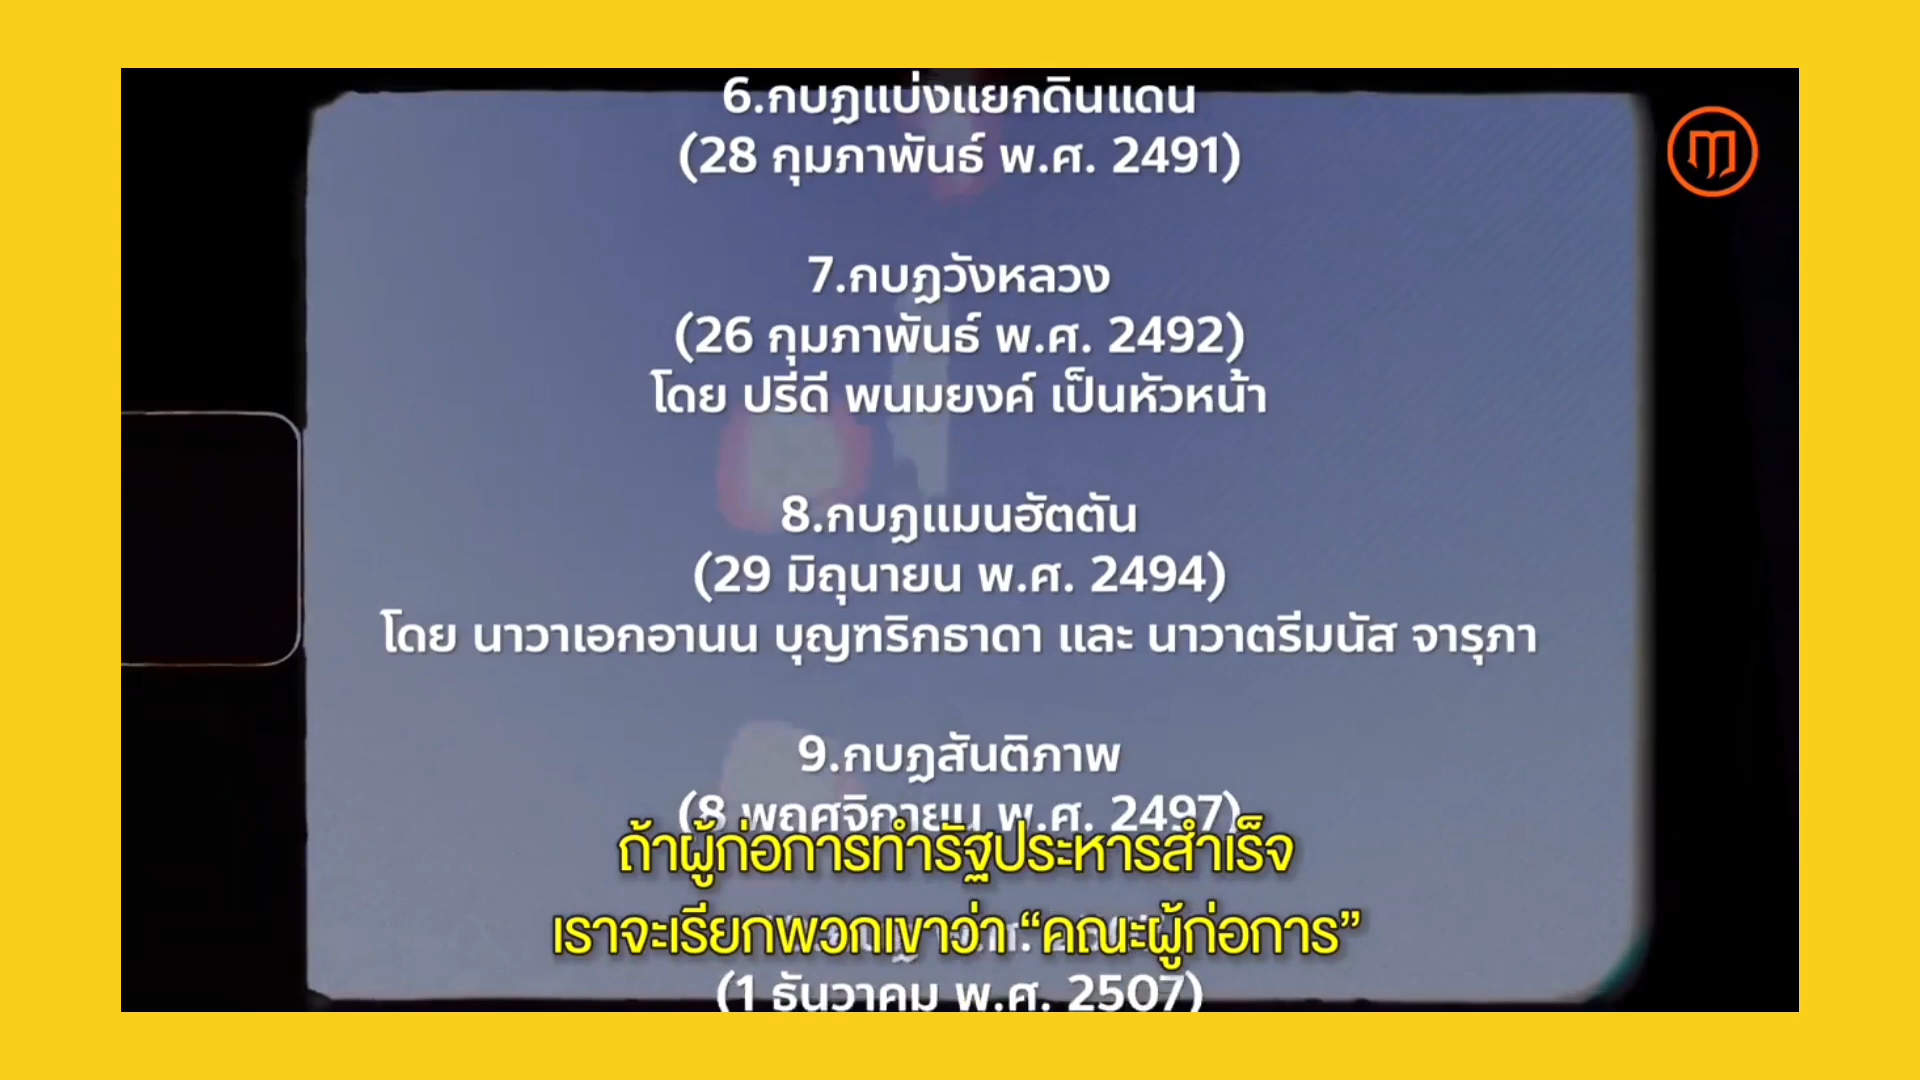 6.กบฏแบ่งแยกดินแดน
(28 กุมภาพันธ์ พ.ศ. 2491)
7.กบฏวังหลวง
(26 กุมภาพันธ์ พ.ศ. 2492)
โดย ปรีดี พนมยงค์ เป็นหัวหน้า
8.กบฏแมนฮัตตัน
(29 มิถุนายน พ.ศ. 2494)
โดย นาวาเอกอานน บุญฑริกธาดา และ นาวาตรีมนัส จารุภา
9.กบฏสันติภาพ
(8 พฤศจิกายน พ.ศ. 2497)
ถ้าผู้ก่อการทำรัฐประหารสำเร็จ
เราจะเรียกพวกเขาว่า “คณะผู้ก่อการ”
(1 ธันวาคม พ.ศ. 2507)